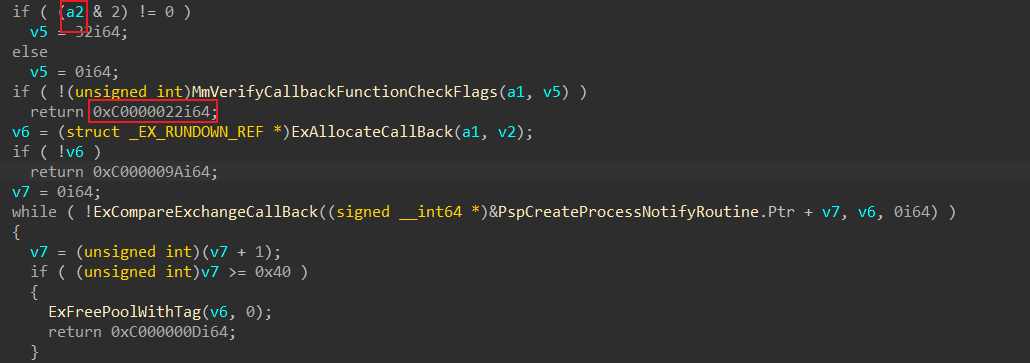 if ( (a2 & 2) != 0 )
  v5 = 32i64;
else
  v5 = 0i64;
if ( !(unsigned int)MmVerifyCallbackFunctionCheckFlags(a1, v5) )
  return 0xC0000022i64;
v6 = (struct _EX_RUNDOWN_REF *)ExAllocateCallBack(a1, v2);
if ( !v6 )
  return 0xC000009Ai64;
v7 = 0i64;
while ( !ExCompareExchangeCallBack((signed __int64 *)&PspCreateProcessNotifyRoutine.Ptr + v7, v6, 0i64) )
{
  v7 = (unsigned int)(v7 + 1);
  if ( (unsigned int)v7 >= 0x40 )
  {
    ExFreePoolWithTag(v6, 0);
    return 0xC000000Di64;
  }